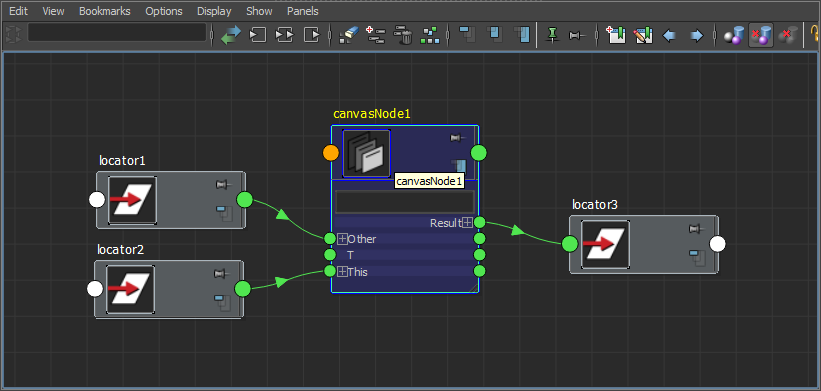 Edit View Bookmarks Options Display Show Panels
canvasNode1
locator1
canvasNode1
locator3
Result
locator2
Other
T
This